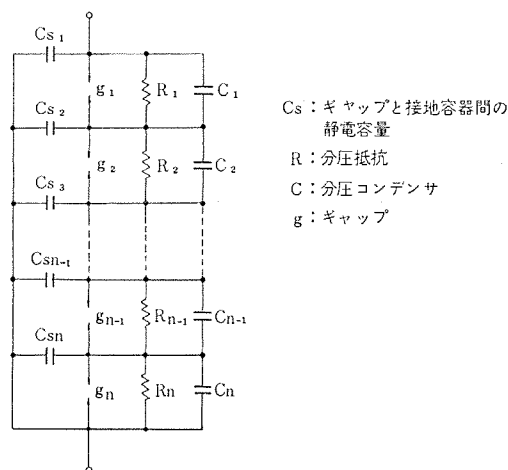 Cs₁
g₁ R₁ C₁
Cs₂
g₂ R₂ C₂
Cs₃
Csn-1
gn-1 Rn-1 Cn-1
Csn
gn Rn Cn
Cs：ギャップと接地容器間の
静電容量
R：分圧抵抗
C：分圧コンデンサ
g：ギャップ